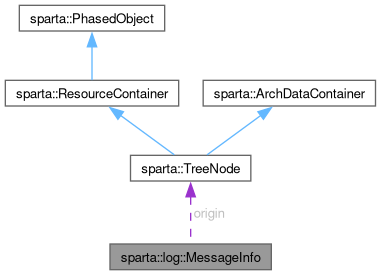 sparta::PhasedObject
sparta::ResourceContainer
sparta::ArchDataContainer
sparta::TreeNode
origin
sparta::log::MessageInfo